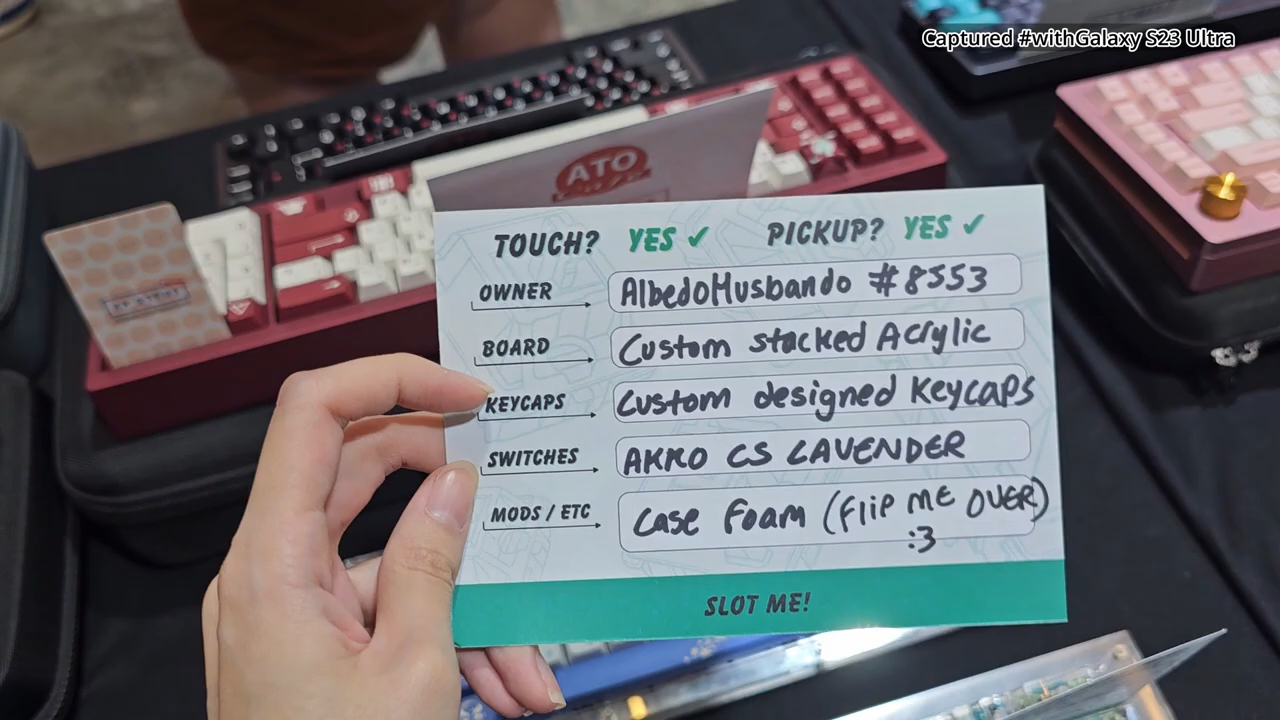 Captured #withGalaxy S23 Ultra
ATO
TOUCH? YES ✓ PICKUP? YES ✓
OWNER AlbedoHusbando #8553
BOARD Custom stacked Acrylic
KEYCAPS Custom designed Keycaps
SWITCHES AKKO CS LAVENDER
MODS / ETC Case Foam (Flip ME OVER)
:3
SLOT ME!